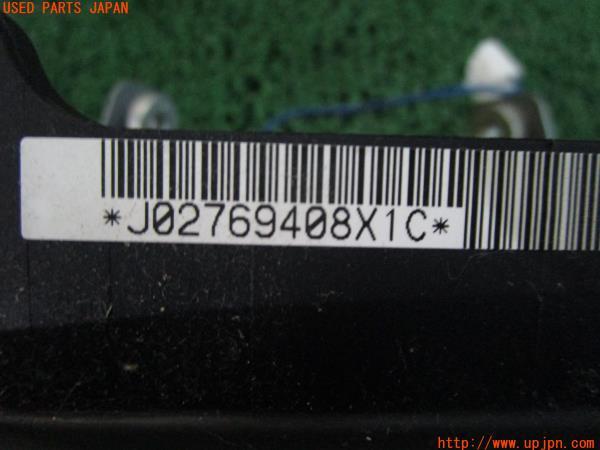 USED PARTS JAPAN
*J02769408X1C*
http://www.upjpn.com/